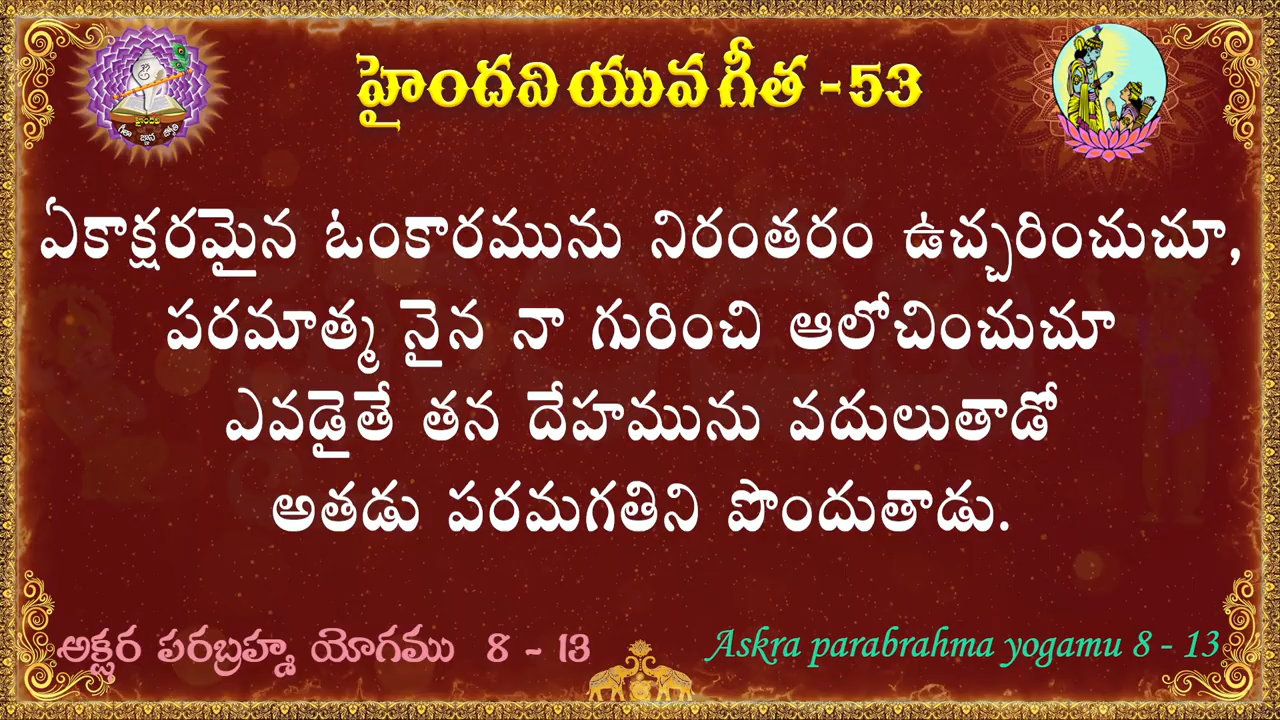 హైందవి యువ గీత - 53
హైందవి
గీతా జ్ఞాన జ్యోతి
ఏకాక్షరమైన ఓంకారమును నిరంతరం ఉచ్చరించుచూ,
పరమాత్మ నైన నా గురించి ఆలోచించుచూ
ఎవడైతే తన దేహమును వదులుతాడో
అతడు పరమగతిని పొందుతాడు.
అక్షర పరబ్రహ్మ యోగము 8 - 13
Askra parabrahma yogamu 8 - 13